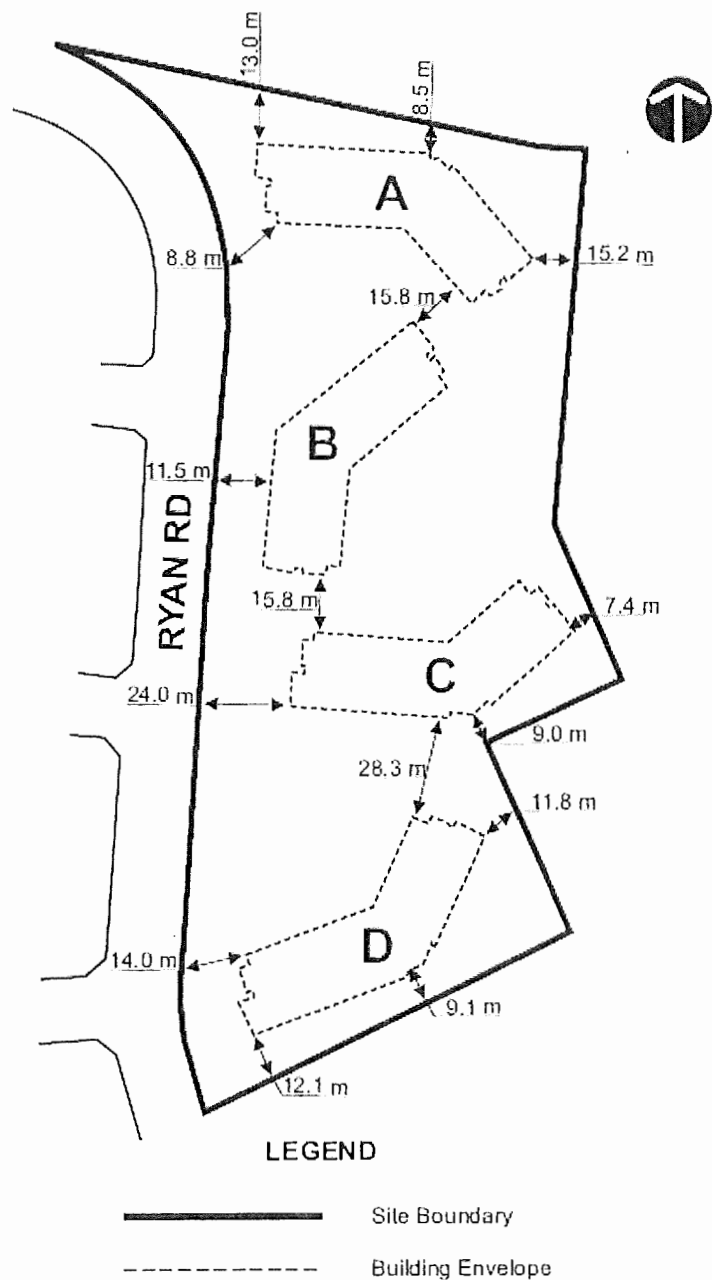 13.0 m
8.5 m
A
8.8 m
15.2 m
15.8 m
B
11.5 m
RYAN RD
15.8 m
7.4 m
C
24.0 m
9.0 m
28.3 m
11.8 m
D
14.0 m
9.1 m
12.1 m
LEGEND
Site Boundary
Building Envelope